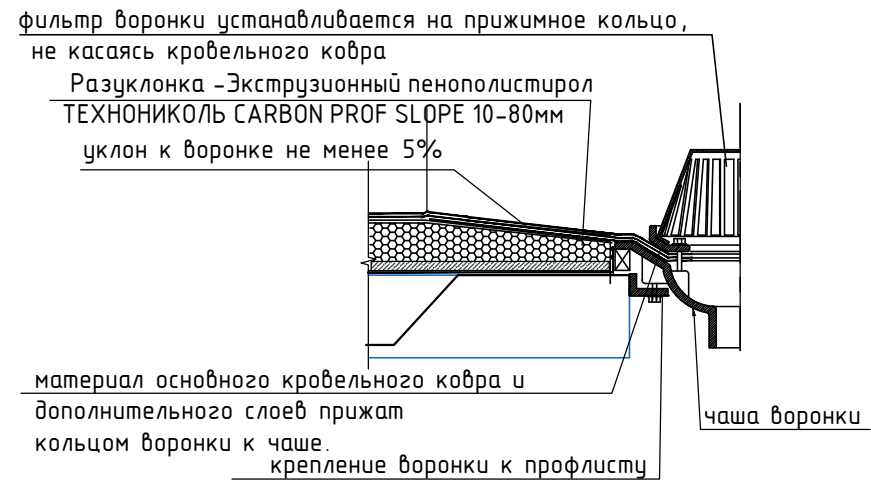 фильтр воронки устанавливается на прижимное кольцо,
не касаясь кровельного ковра
Разуклонка -Экструзионный пенополистирол
ТЕХНОНИКОЛЬ CARBON PROF SLOPE 10-80мм
уклон к воронке не менее 5%
материал основного кровельного ковра и
дополнительного слоев прижат
кольцом воронки к чаше.
чаша воронки
крепление воронки к профлисту